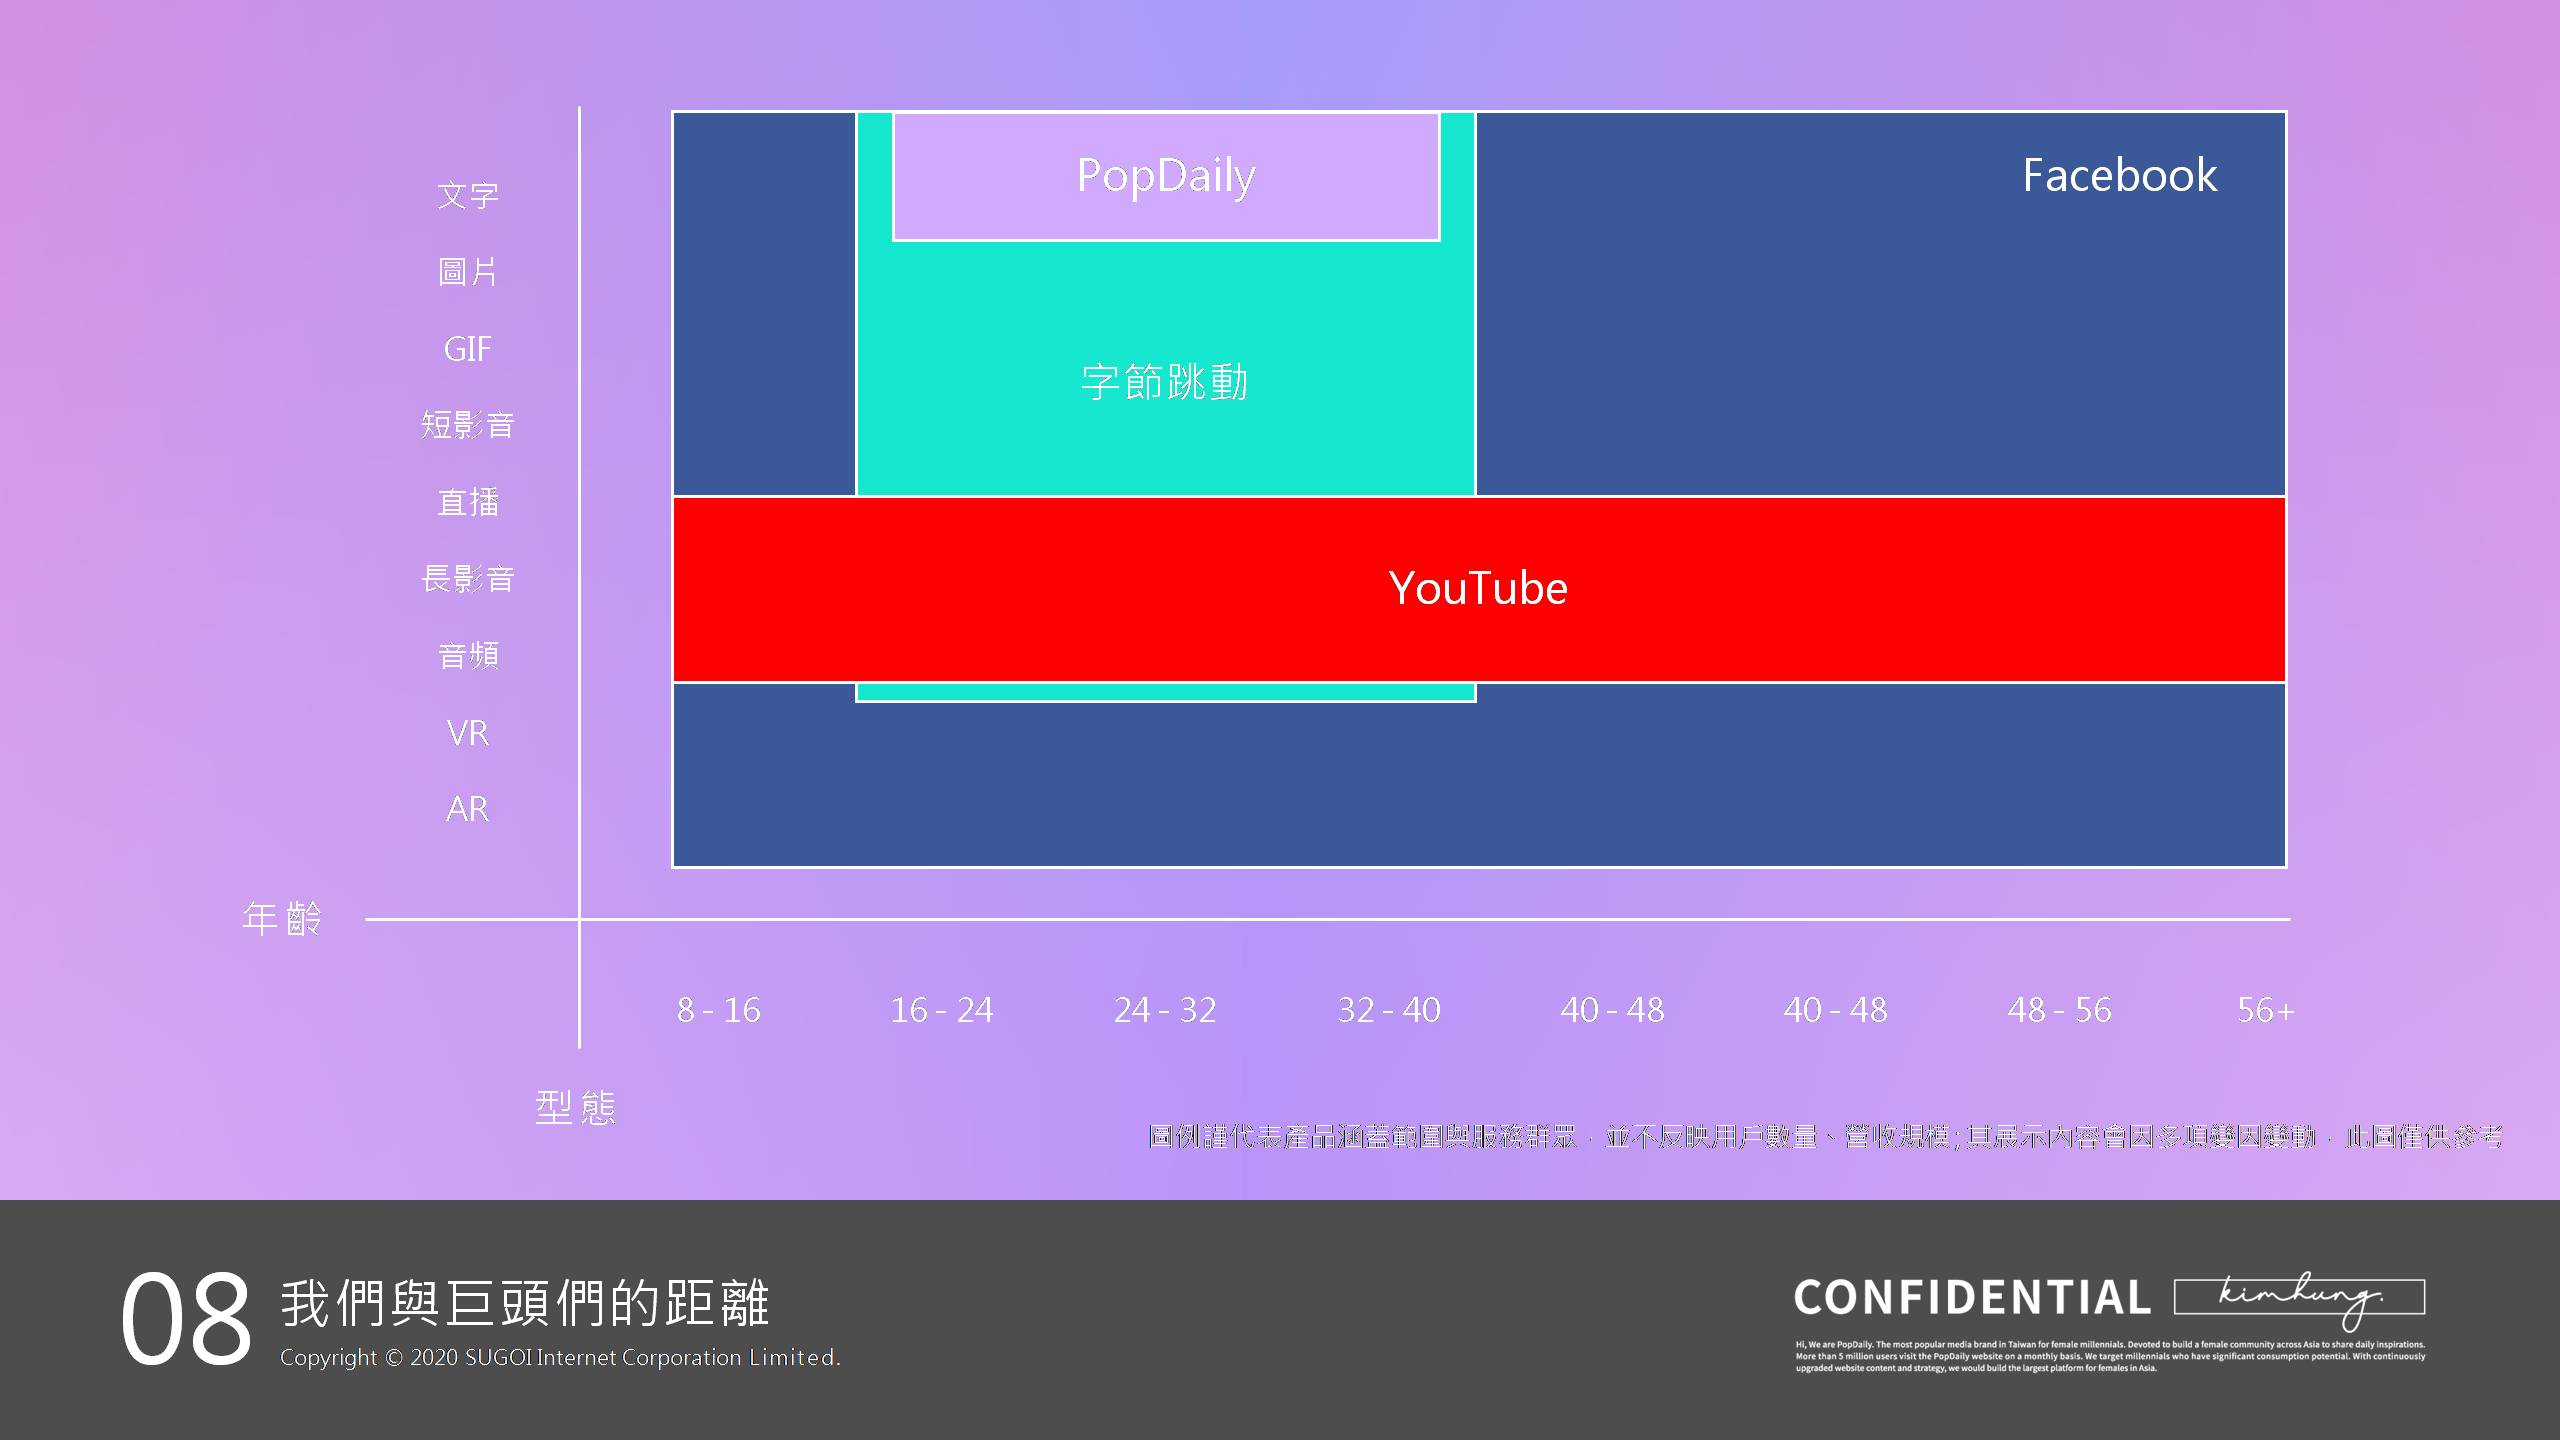 PopDaily
Facebook
文字
圖片
GIF
字節跳動
短影音
直播
長影音
YouTube
音頻
VR
AR
年齡
8 - 16
16 - 24
24 - 32
32 - 40
40 - 48
40 - 48
48 - 56
56+
型態
圖例謹代表產品涵蓋範圍與服務群眾，並不反映用戶數量、營收規模；其展示內容會因多項變因變動，此圖僅供參考
08 我們與巨頭們的距離
Copyright © 2020 SUGOI Internet Corporation Limited.
CONFIDENTIAL kimhung.
Hi, We are PopDaily. The most popular media brand in Taiwan for female millennials. Devoted to build a female community across Asia to share daily inspirations.
More than 5 million users visit the PopDaily website on a monthly basis. We target millennials who have significant consumption potential. With continuously
upgraded website content and strategy, we would build the largest platform for females in Asia.